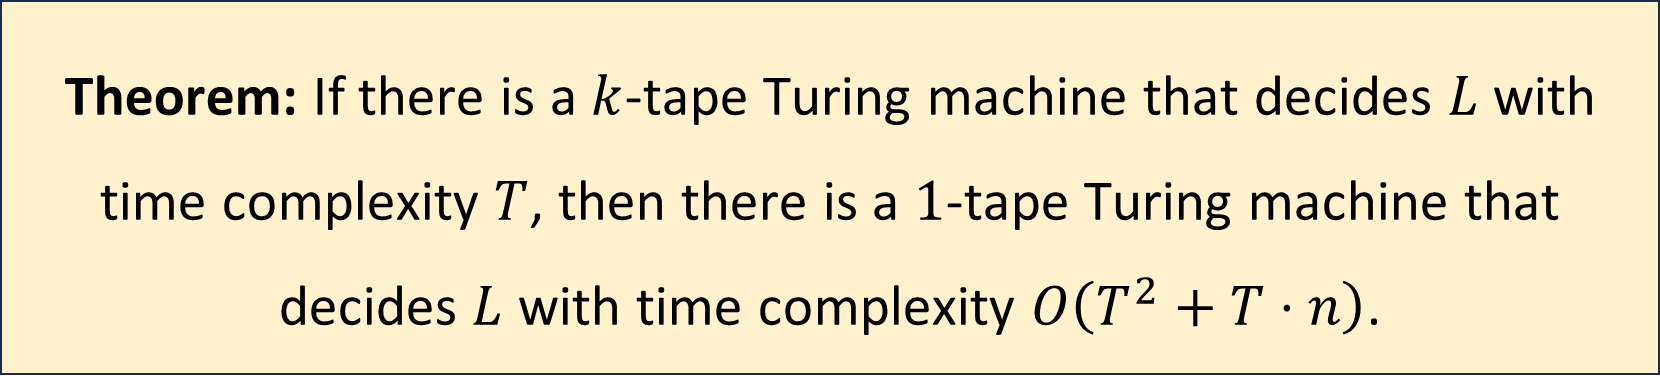 Theorem: If there is a 𝑘-tape Turing machine that decides 𝐿 with
time complexity 𝑇, then there is a 1-tape Turing machine that
decides 𝐿 with time complexity 𝑂(𝑇² + 𝑇 ⋅ 𝑛).